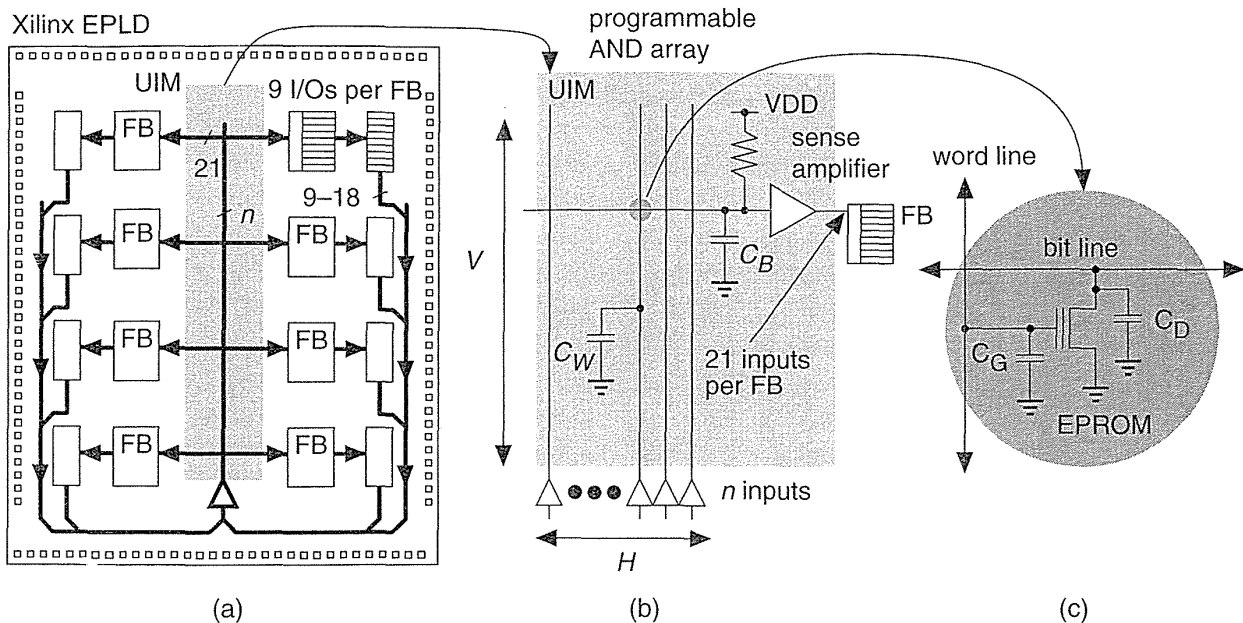 Xilinx EPLD
UIM
9 I/Os per FB
FB
21
9–18
n
FB
FB
FB
FB
FB
FB
(a)
programmable
AND array
UIM
VDD
sense
amplifier
FB
V
C_B
C_W
21 inputs
per FB
n inputs
H
(b)
word line
bit line
C_G
C_D
EPROM
(c)